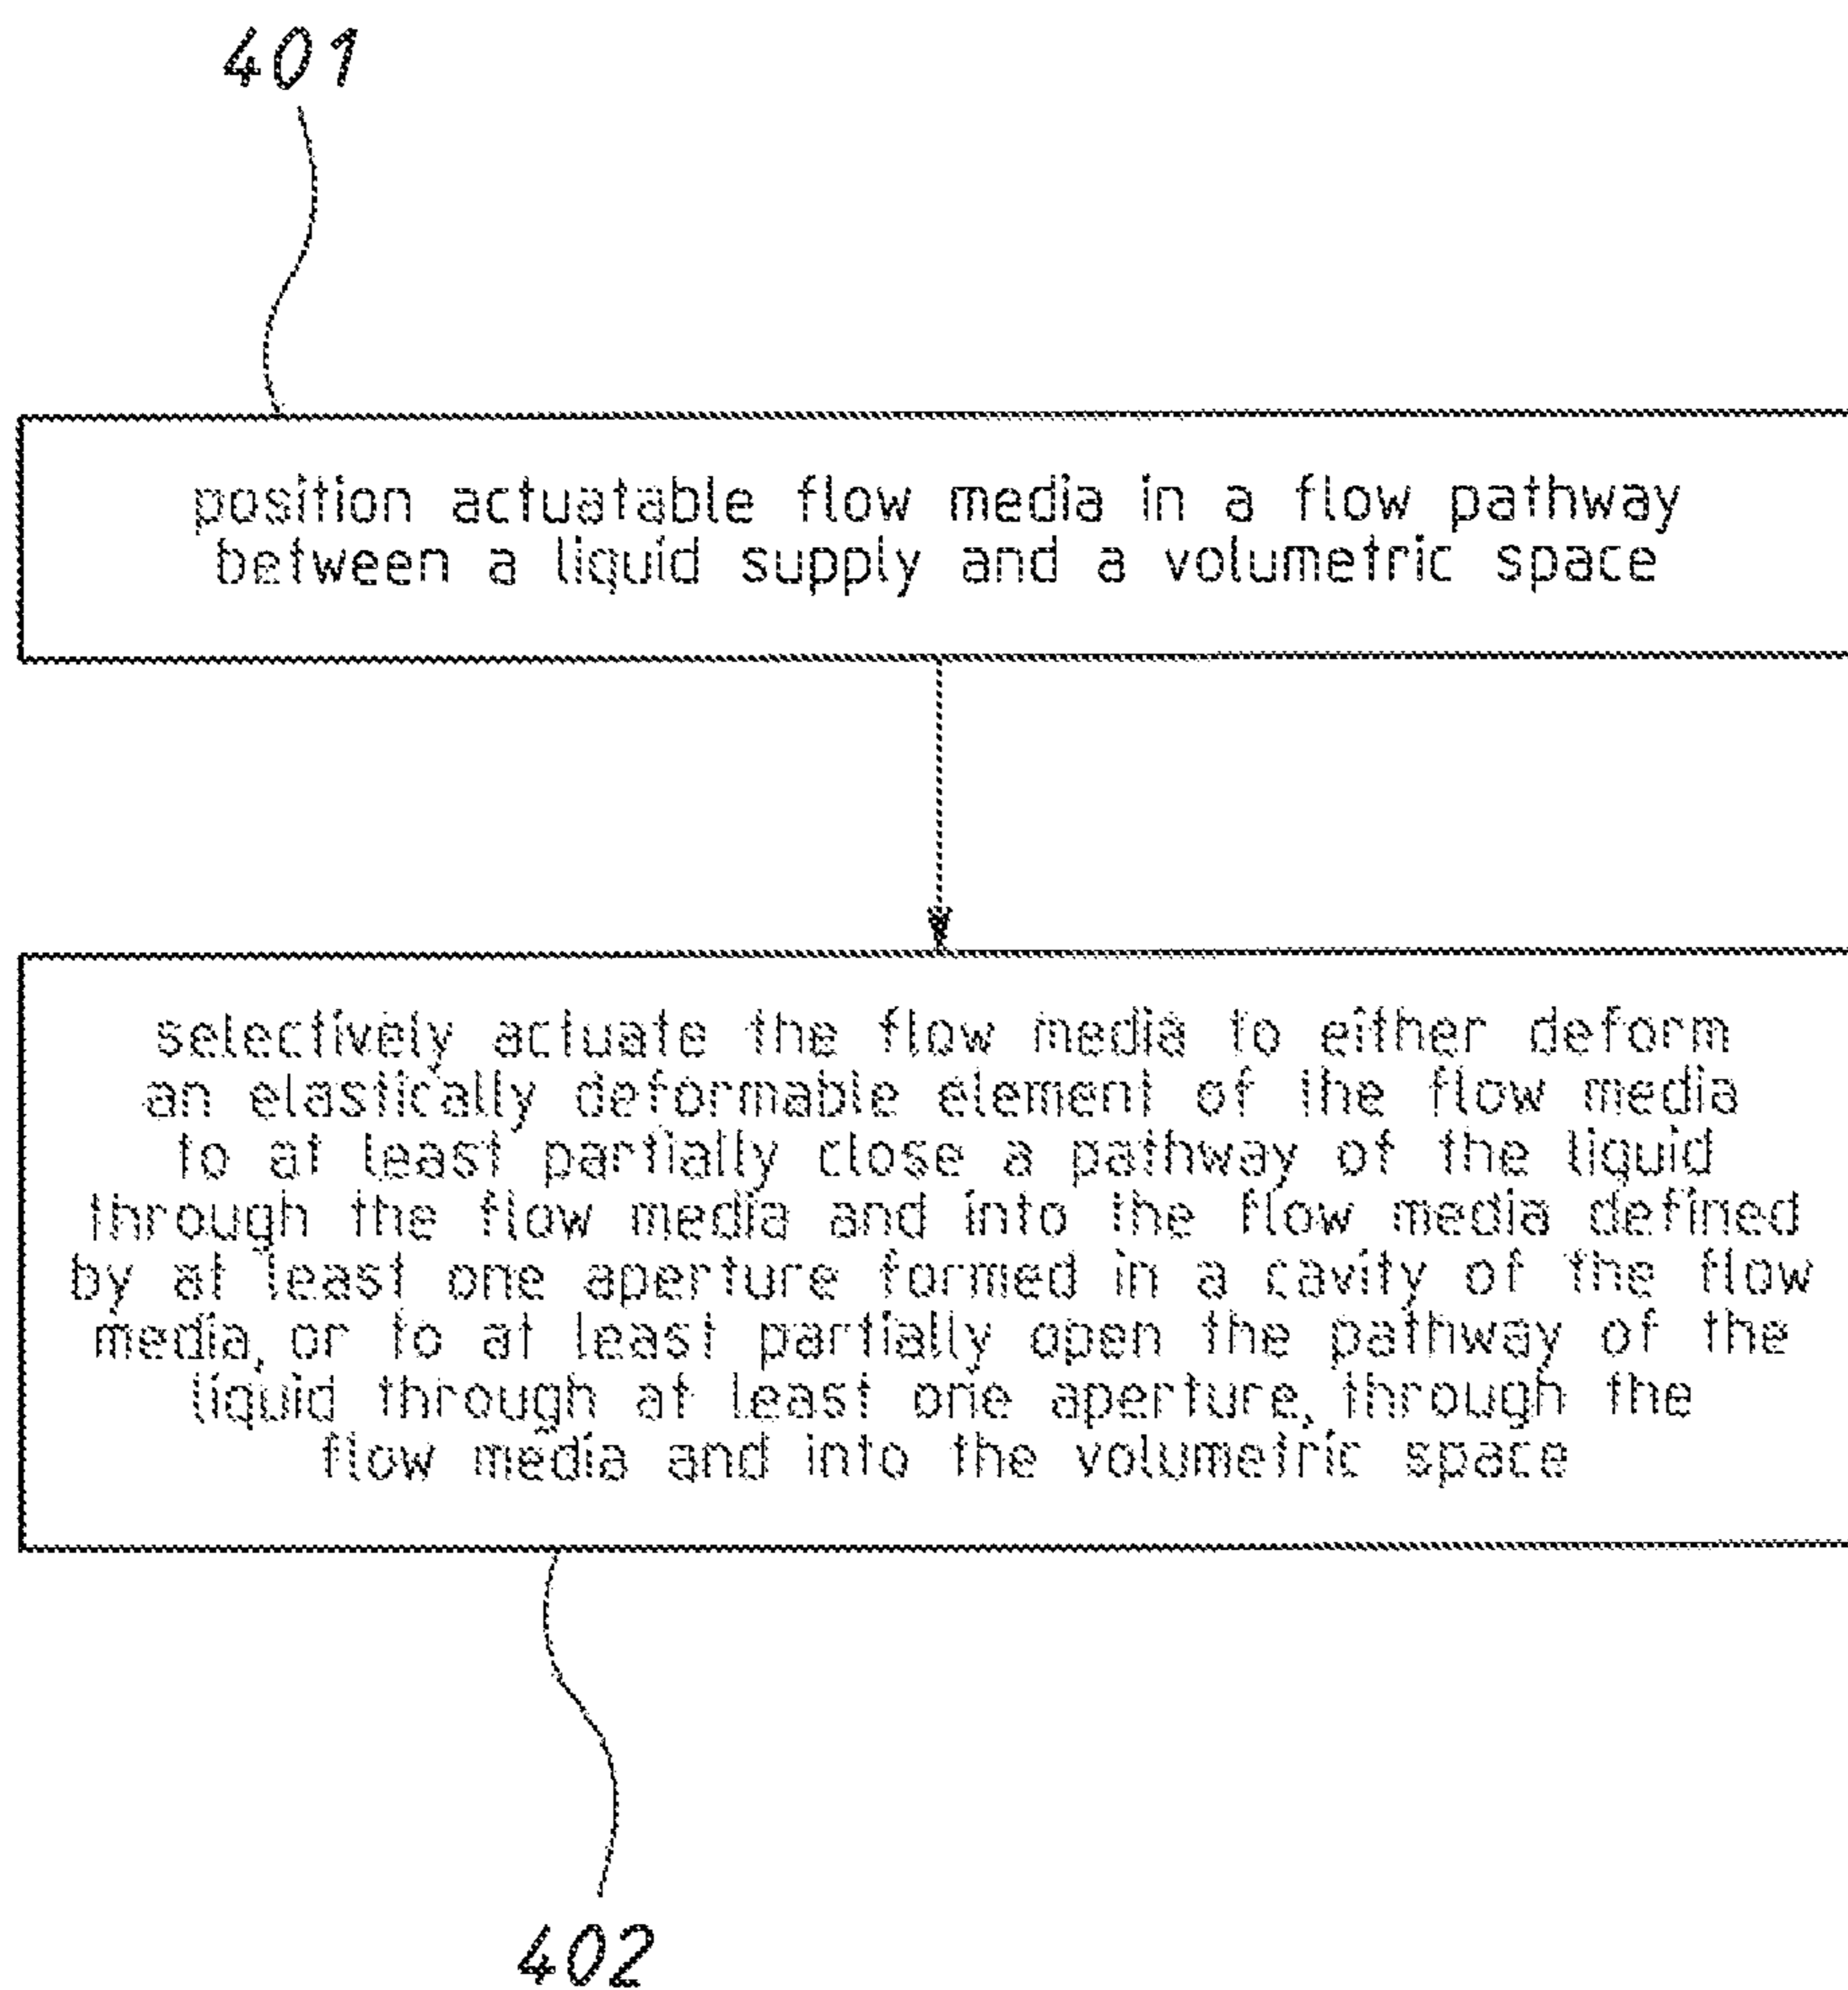 401
position actuatable flow media in a flow pathway
between a liquid supply and a volumetric space
selectively actuate the flow media to either deform
an elastically deformable element of the flow media
to at least partially close a pathway of the liquid
through the flow media and into the flow media defined
by at least one aperture formed in a cavity of the flow
media, or to at least partially open the pathway of the
liquid through at least one aperture, through the
flow media and into the volumetric space
402